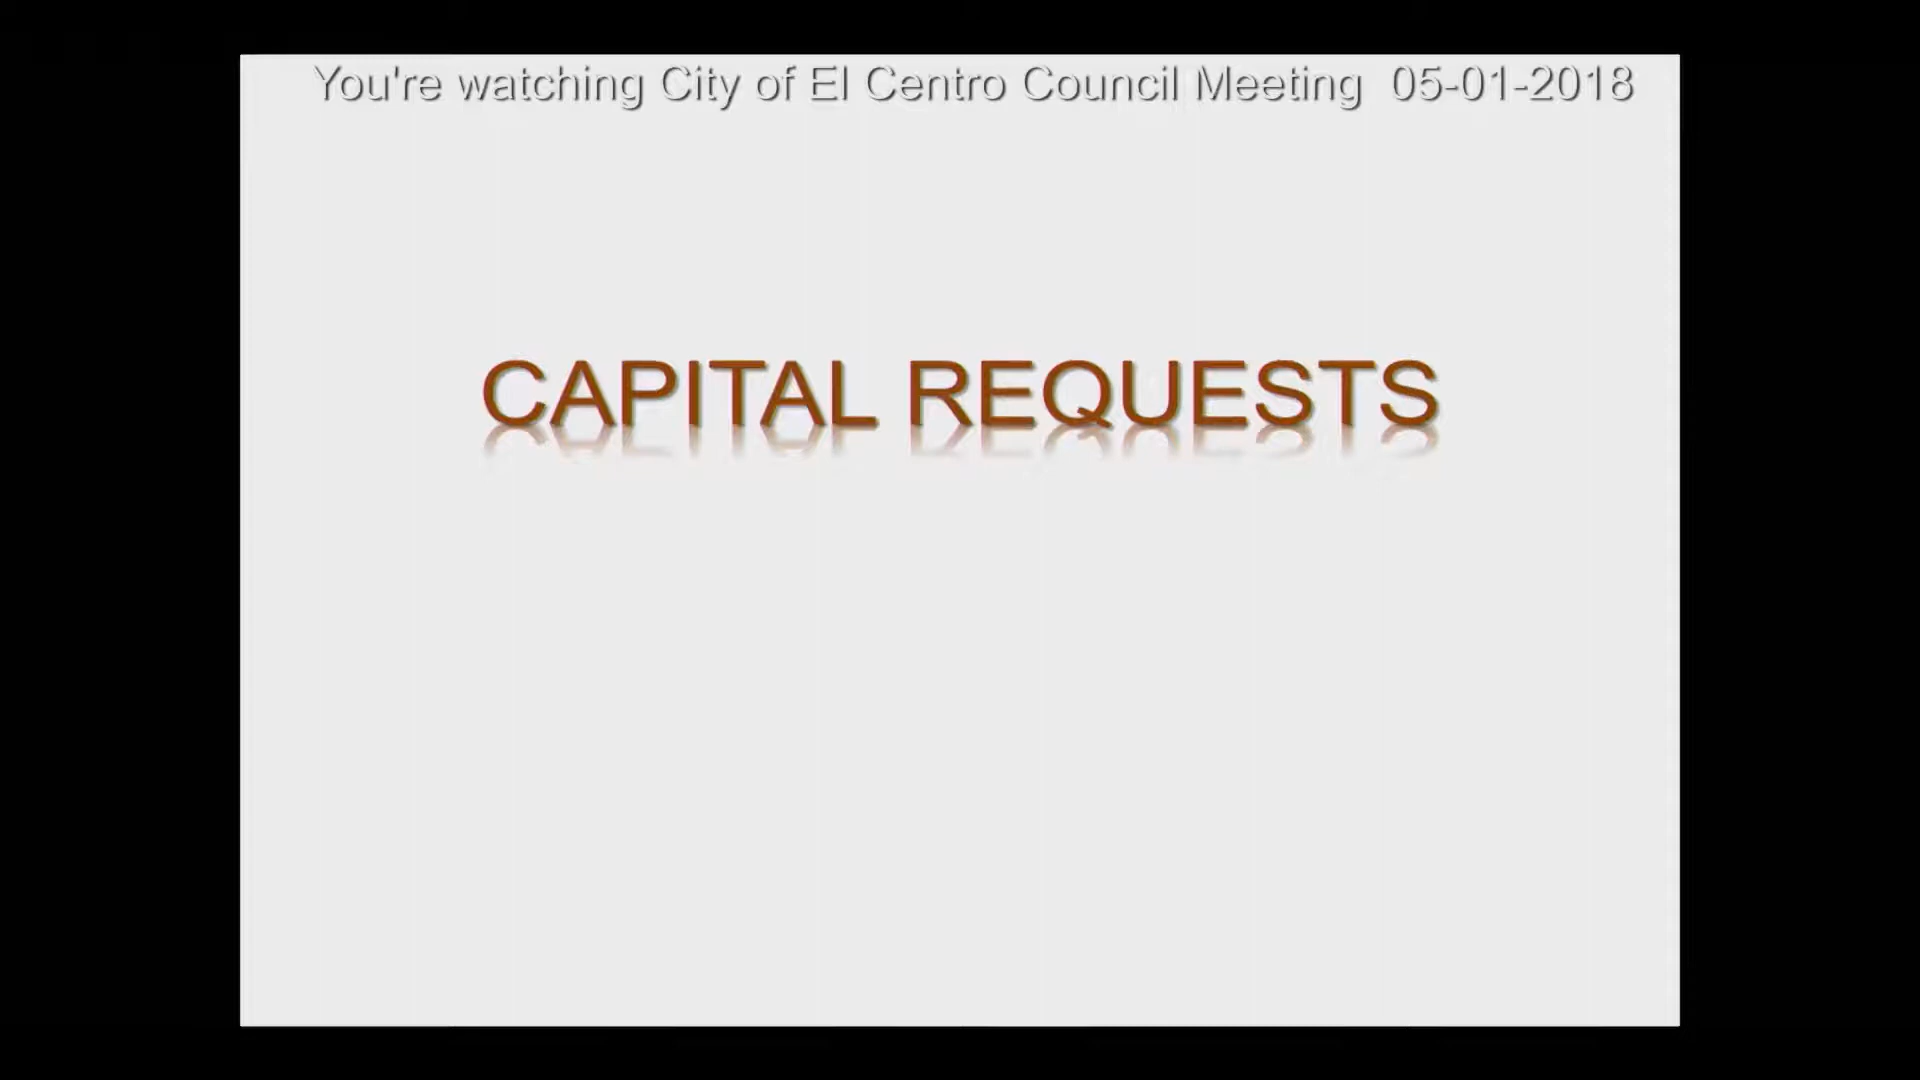 You're watching City of El Centro Council Meeting 05-01-2018
CAPITAL REQUESTS